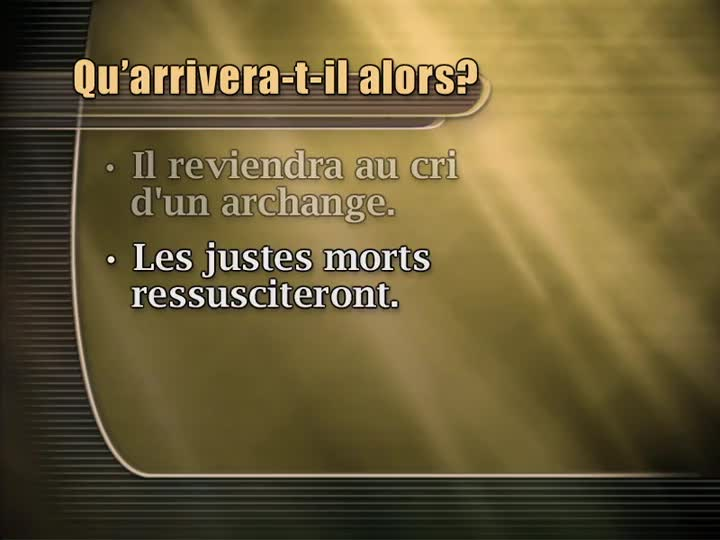 Qu’arrivera-t-il alors?
• Il reviendra au cri
d'un archange.
• Les justes morts
ressusciteront.